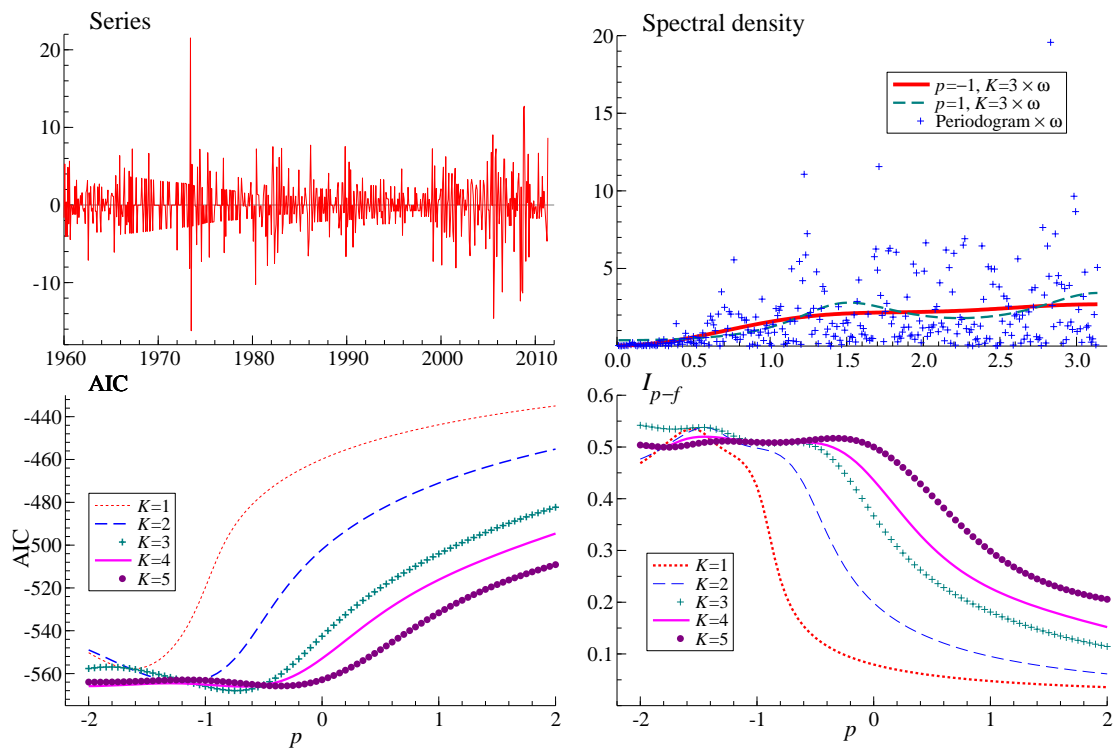 Series
20
10
0
-10
1960 1970 1980 1990 2000 2010
Spectral density
20
15
10
5
0.0 0.5 1.0 1.5 2.0 2.5 3.0
p=−1, K=3 × ω
p=1, K=3 × ω
Periodogram × ω
AIC
AIC
-440
-460
-480
-500
-520
-540
-560
-2 -1 0 1 2
p
K=1
K=2
K=3
K=4
K=5
I_{p−f}
0.6
0.5
0.4
0.3
0.2
0.1
-2 -1 0 1 2
p
K=1
K=2
K=3
K=4
K=5